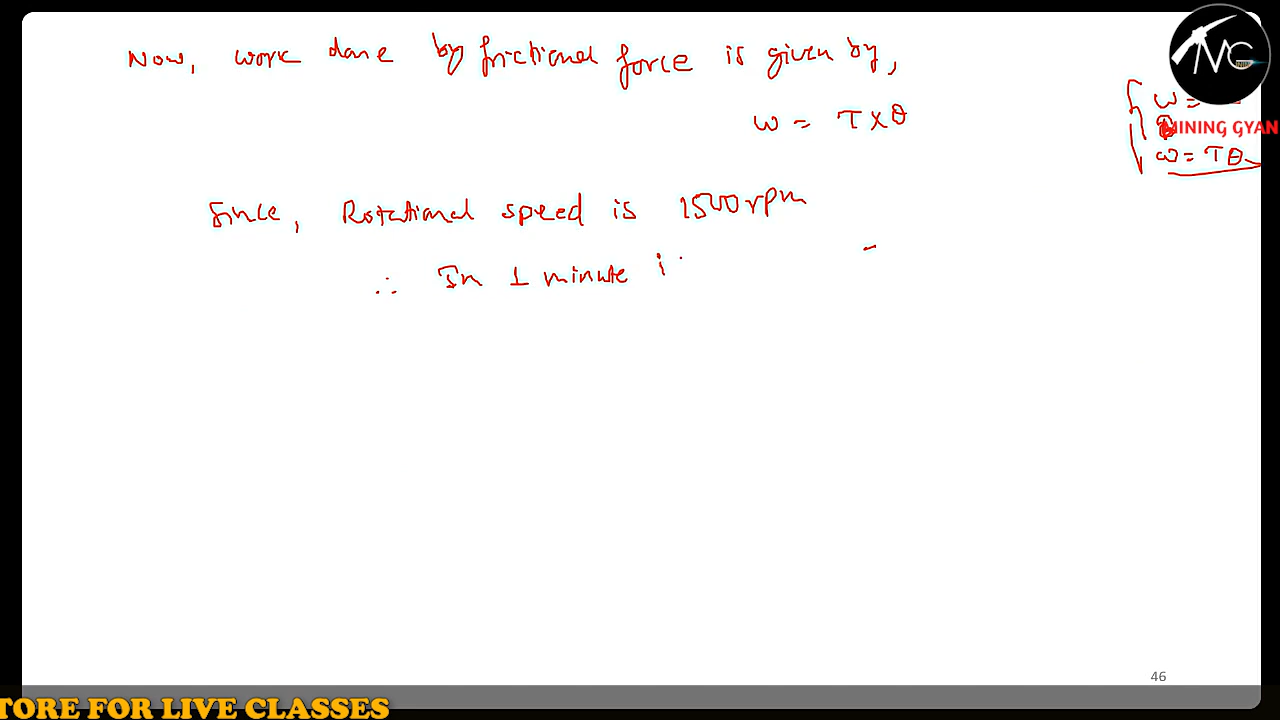 Now, work done by frictional force is given by,
W = T × θ
W =
W = Tθ
MINING GYAN
Since, Rotational speed is 1500 rpm
∴ In 1 minute i
46
TORE FOR LIVE CLASSES